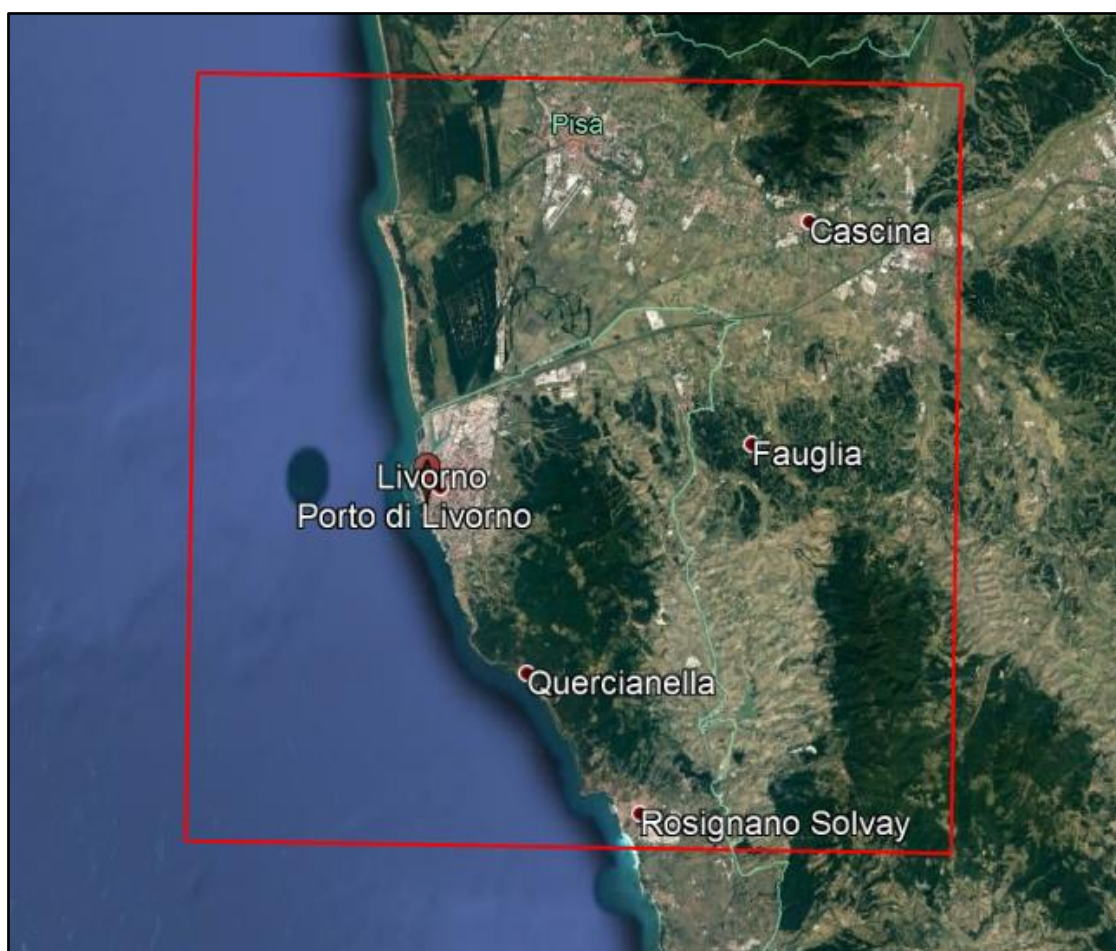 Pisa
Cascina
Fauglia
Livorno
Porto di Livorno
Quercianella
Rosignano Solvay